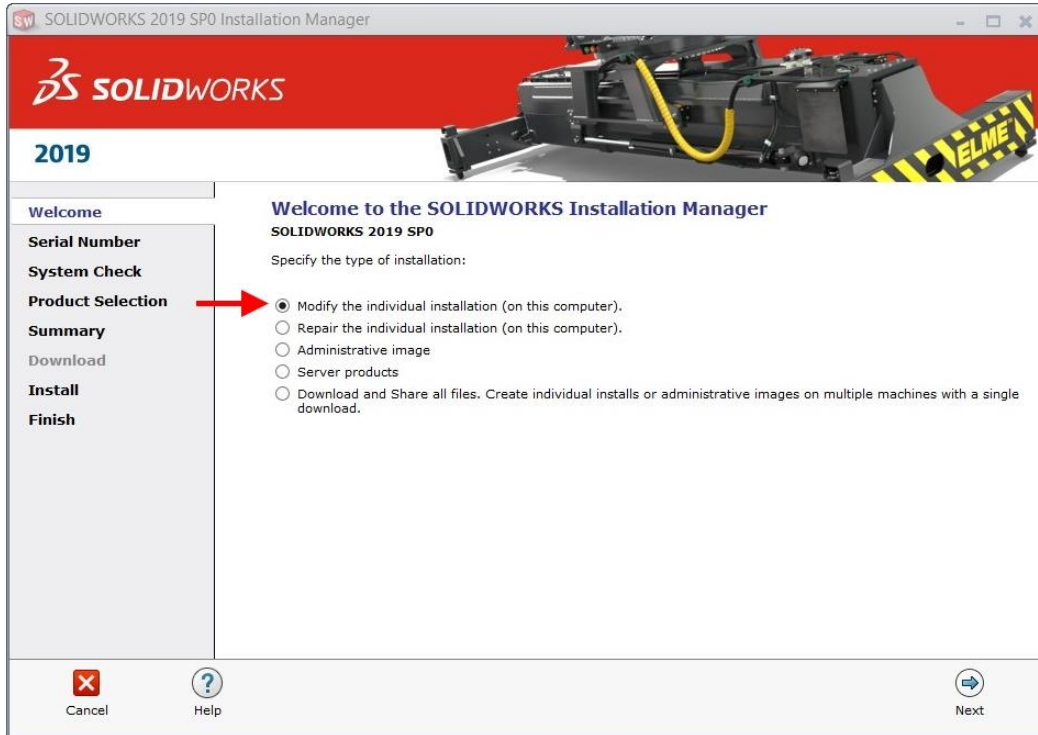 SOLIDWORKS 2019 SP0 Installation Manager
SOLIDWORKS
2019
ELME
Welcome
Serial Number
System Check
Product Selection
Summary
Download
Install
Finish
Welcome to the SOLIDWORKS Installation Manager
SOLIDWORKS 2019 SP0
Specify the type of installation:
Modify the individual installation (on this computer).
Repair the individual installation (on this computer).
Administrative image
Server products
Download and Share all files. Create individual installs or administrative images on multiple machines with a single
download.
Cancel
Help
Next